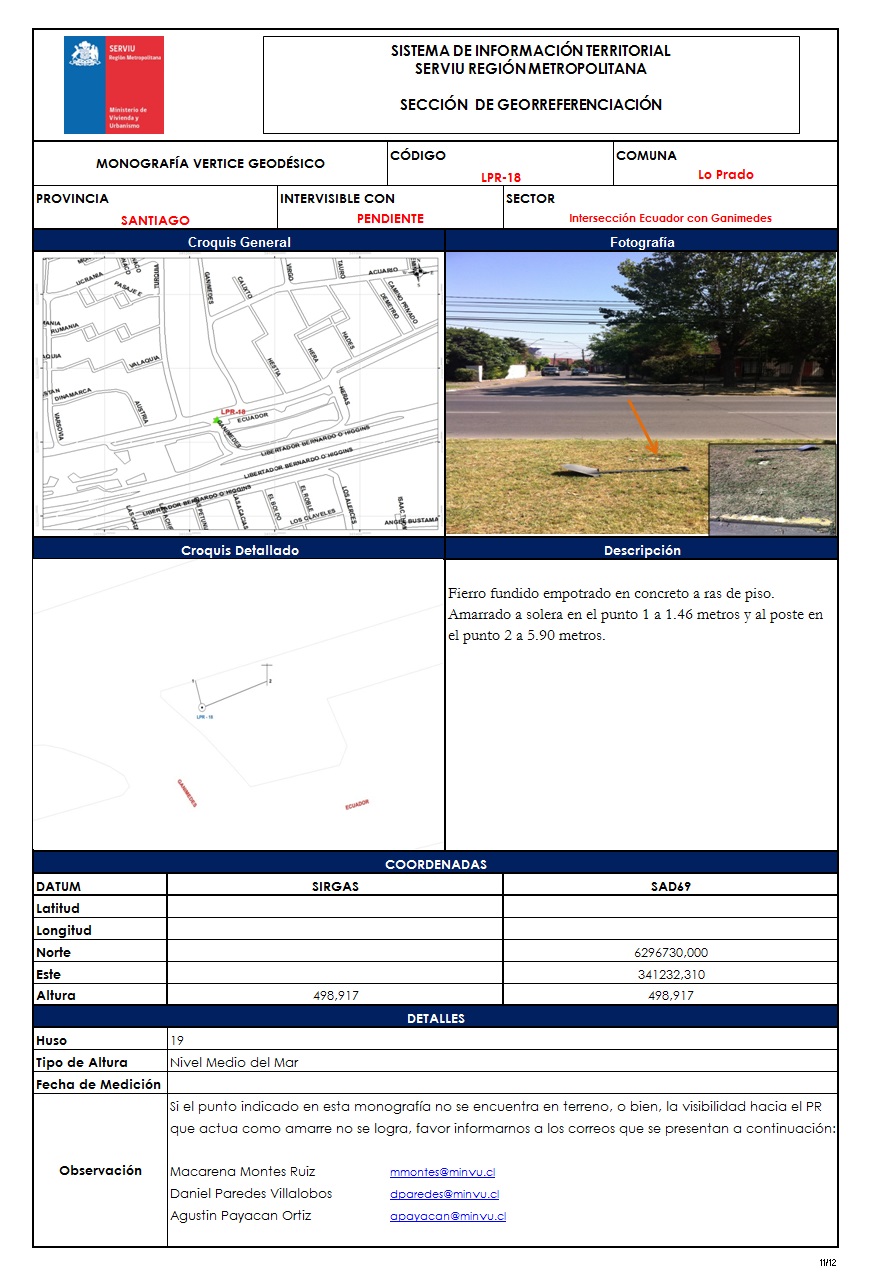 SERVIU
Región Metropolitana
Ministerio de
Vivienda y
Urbanismo
SISTEMA DE INFORMACIÓN TERRITORIAL
SERVIU REGIÓN METROPOLITANA
SECCIÓN DE GEORREFERENCIACIÓN
MONOGRAFÍA VERTICE GEODÉSICO
CÓDIGO
LPR-18
COMUNA
Lo Prado
PROVINCIA
SANTIAGO
INTERVISIBLE CON
PENDIENTE
SECTOR
Intersección Ecuador con Ganimedes
Croquis General
Fotografía
UCRANIA
PASAJE E
TURQUIA
GANIMEDES
CALIXTO
VIRGO
TAURO
ACUARIO
CAMINO PRIVADO
DEMETRIO
RUMANIA
VALAQUIA
DINAMARCA
VARSOVIA
AUSTRIA
HESTIA
HERA
HADES
HERAS
LPR-18
ECUADOR
GANIMEDES
LIBERTADOR BERNARDO O HIGGINS
LIBERTADOR BERNARDO O HIGGINS
LIBERTADOR BERNARDO O HIGGINS
LAS ACACIAS
EL BOLDO
EL ROBLE
LOS CLAVELES
LOS ALERCES
ANGEL BUSTAMA
Croquis Detallado
Descripción
1
2
LPR - 18
GANIMEDES
ECUADOR
Fierro fundido empotrado en concreto a ras de piso.
Amarrado a solera en el punto 1 a 1.46 metros y al poste en
el punto 2 a 5.90 metros.
COORDENADAS
DATUM SIRGAS SAD69
Latitud
Longitud
Norte 6296730,000
Este 341232,310
Altura 498,917 498,917
DETALLES
Huso 19
Tipo de Altura Nivel Medio del Mar
Fecha de Medición
Observación
Si el punto indicado en esta monografía no se encuentra en terreno, o bien, la visibilidad hacia el PR
que actua como amarre no se logra, favor informarnos a los correos que se presentan a continuación:
Macarena Montes Ruiz mmontes@minvu.cl
Daniel Paredes Villalobos dparedes@minvu.cl
Agustin Payacan Ortiz apayacan@minvu.cl
11/12